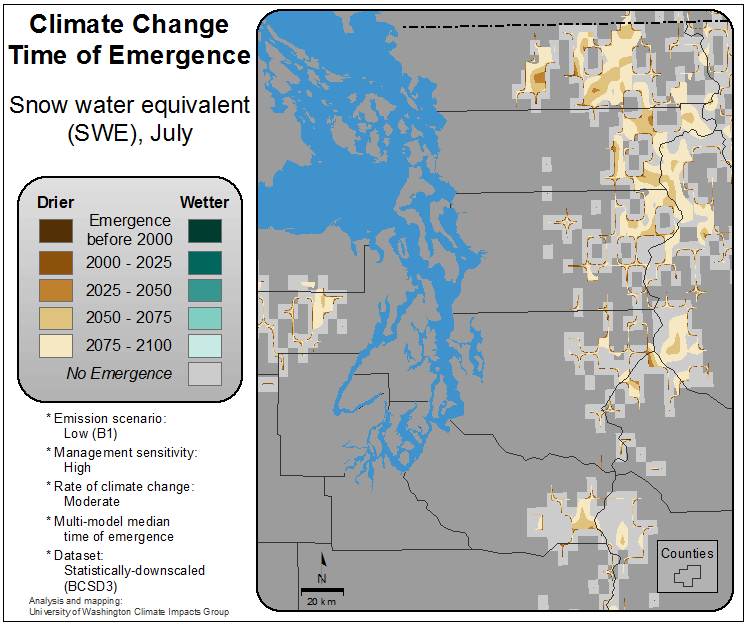 Climate Change
Time of Emergence
Snow water equivalent
(SWE), July
Drier Wetter
Emergence
before 2000
2000 - 2025
2025 - 2050
2050 - 2075
2075 - 2100
No Emergence
* Emission scenario:
Low (B1)
* Management sensitivity:
High
* Rate of climate change:
Moderate
* Multi-model median
time of emergence
* Dataset:
Statistically-downscaled
(BCSD3)
Analysis and mapping:
University of Washington Climate Impacts Group
N
20 km
Counties